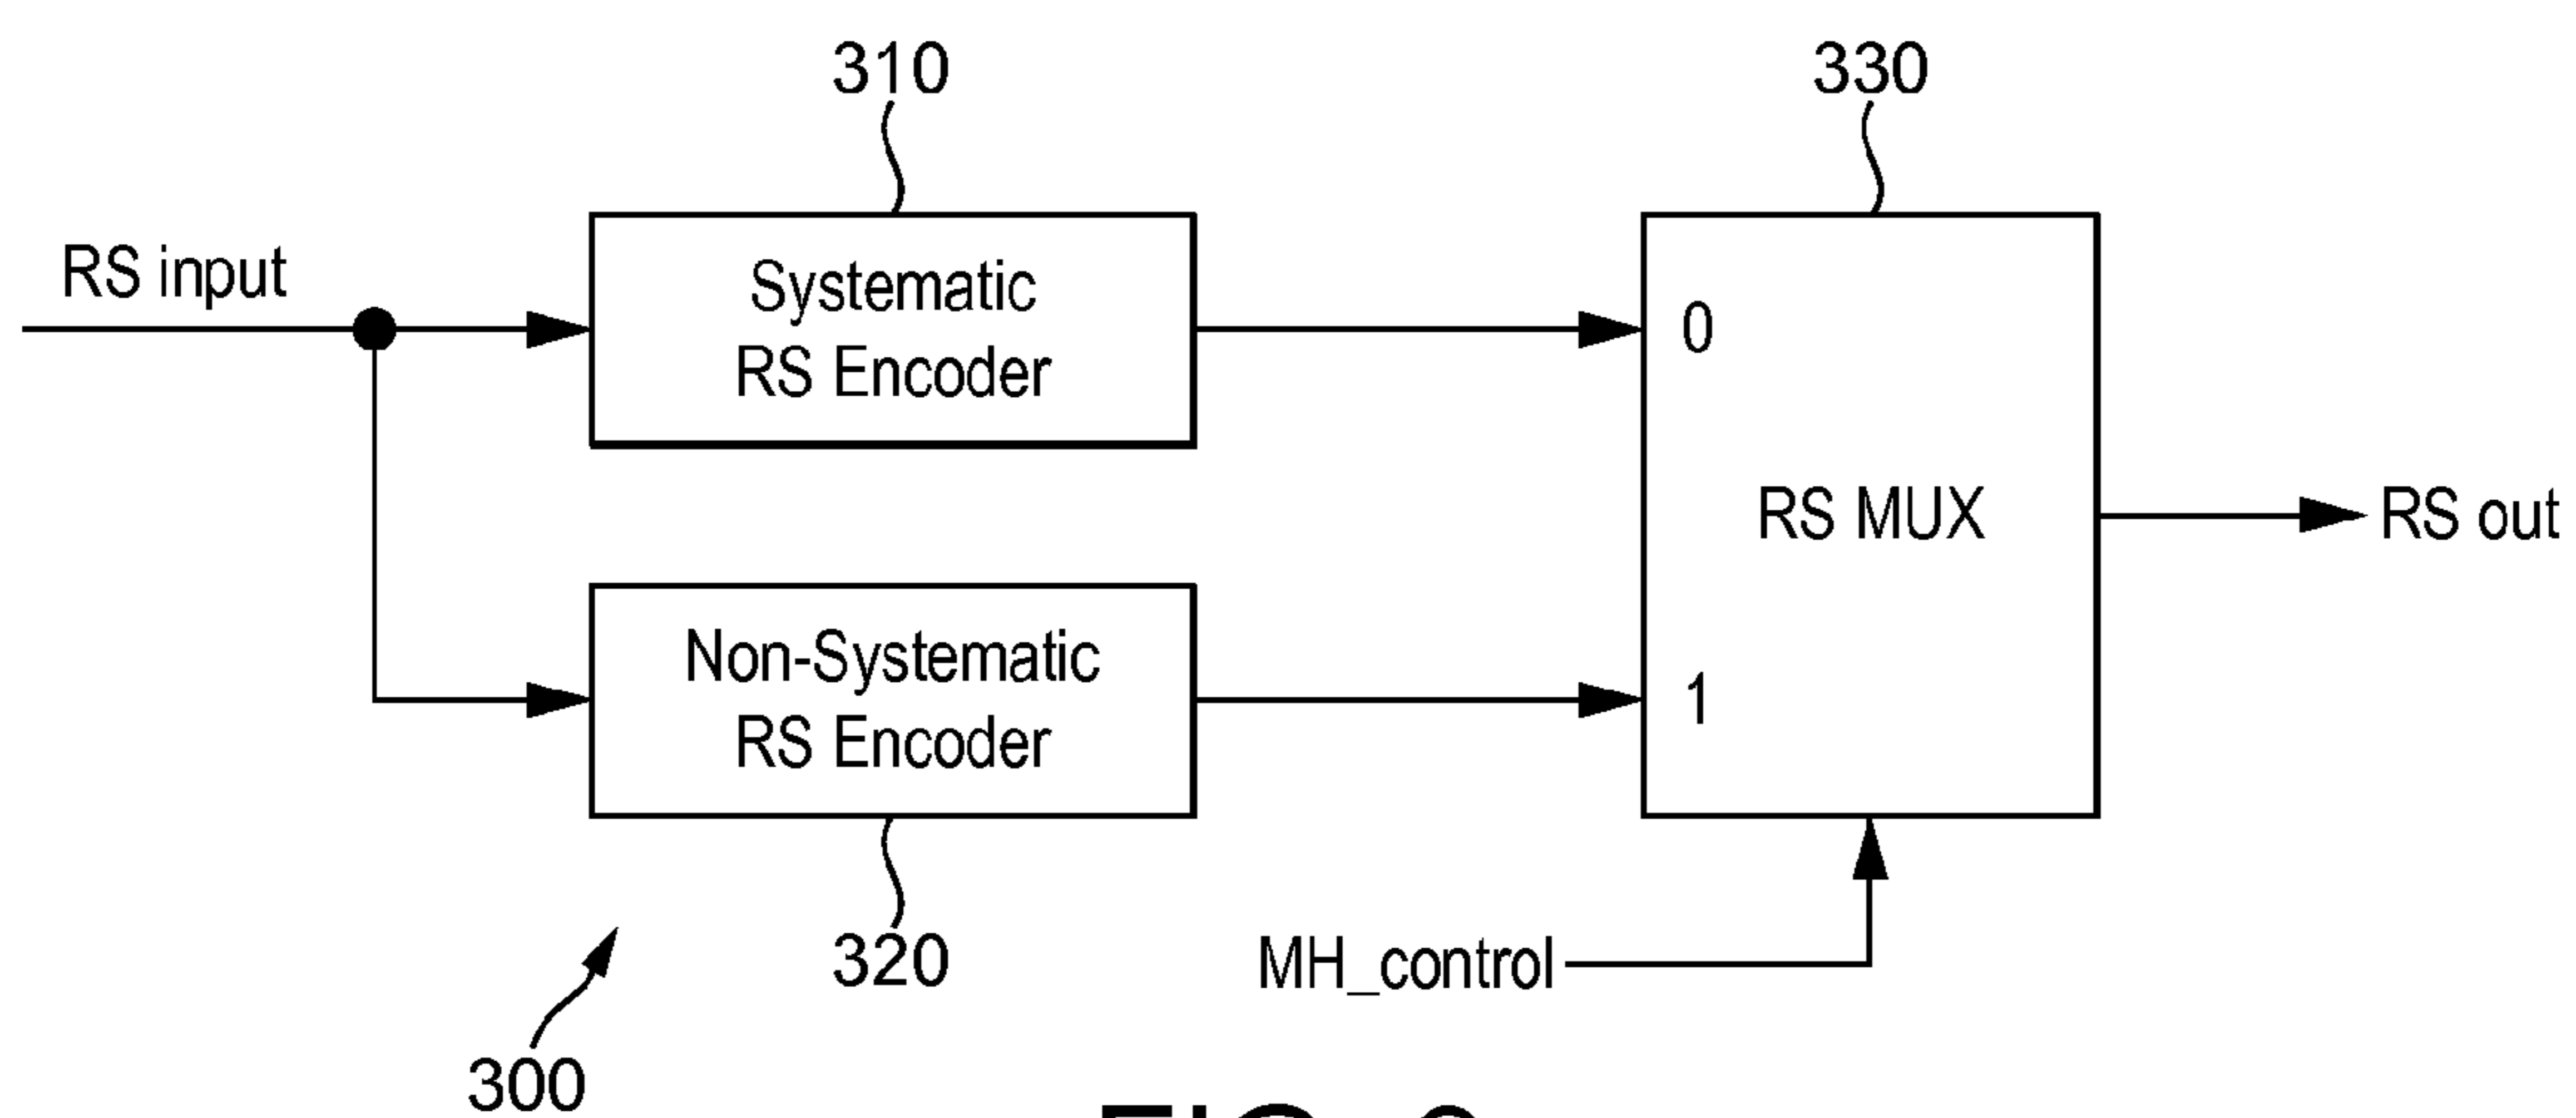 310
330
RS input
Systematic
RS Encoder
0
RS MUX
RS out
Non-Systematic
RS Encoder
1
320
MH_control
300